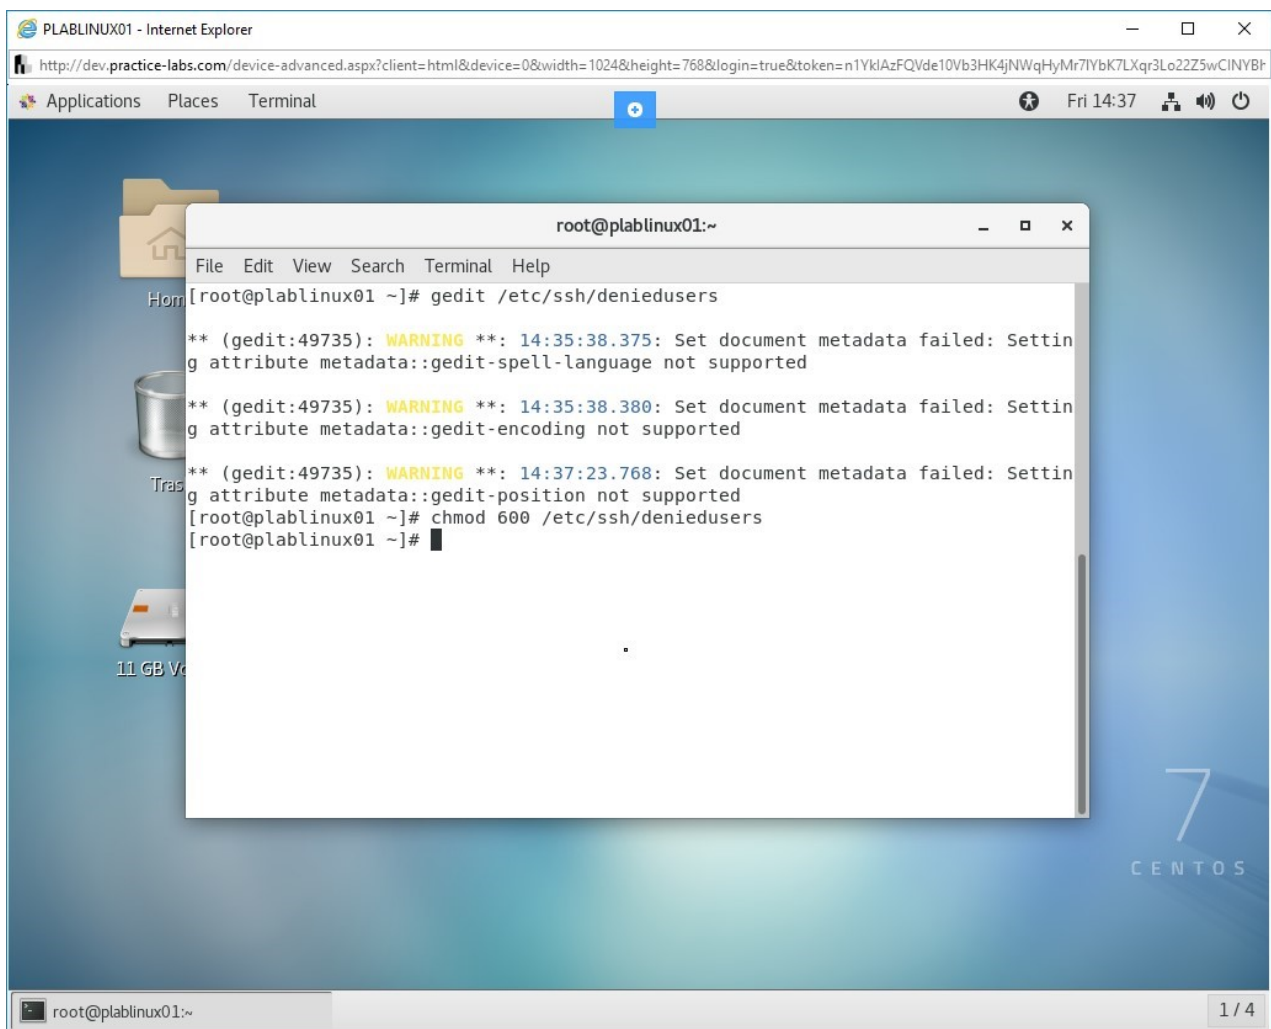 PLABLINUX01 - Internet Explorer
http://dev.practice-labs.com/device-advanced.aspx?client=html&device=0&width=1024&height=768&login=true&token=
Applications Places Terminal Fri 14:37
root@plablinux01:~
File Edit View Search Terminal Help
Hom
[root@plablinux01 ~]# gedit /etc/ssh/deniedusers
** (gedit:49735): WARNING **: 14:35:38.375: Set document metadata failed: Settin
g attribute metadata::gedit-spell-language not supported
** (gedit:49735): WARNING **: 14:35:38.380: Set document metadata failed: Settin
g attribute metadata::gedit-encoding not supported
** (gedit:49735): WARNING **: 14:37:23.768: Set document metadata failed: Settin
Tras
g attribute metadata::gedit-position not supported
[root@plablinux01 ~]# chmod 600 /etc/ssh/deniedusers
[root@plablinux01 ~]#
11 GB Vo
7
CENTOS
root@plablinux01:~
1 / 4